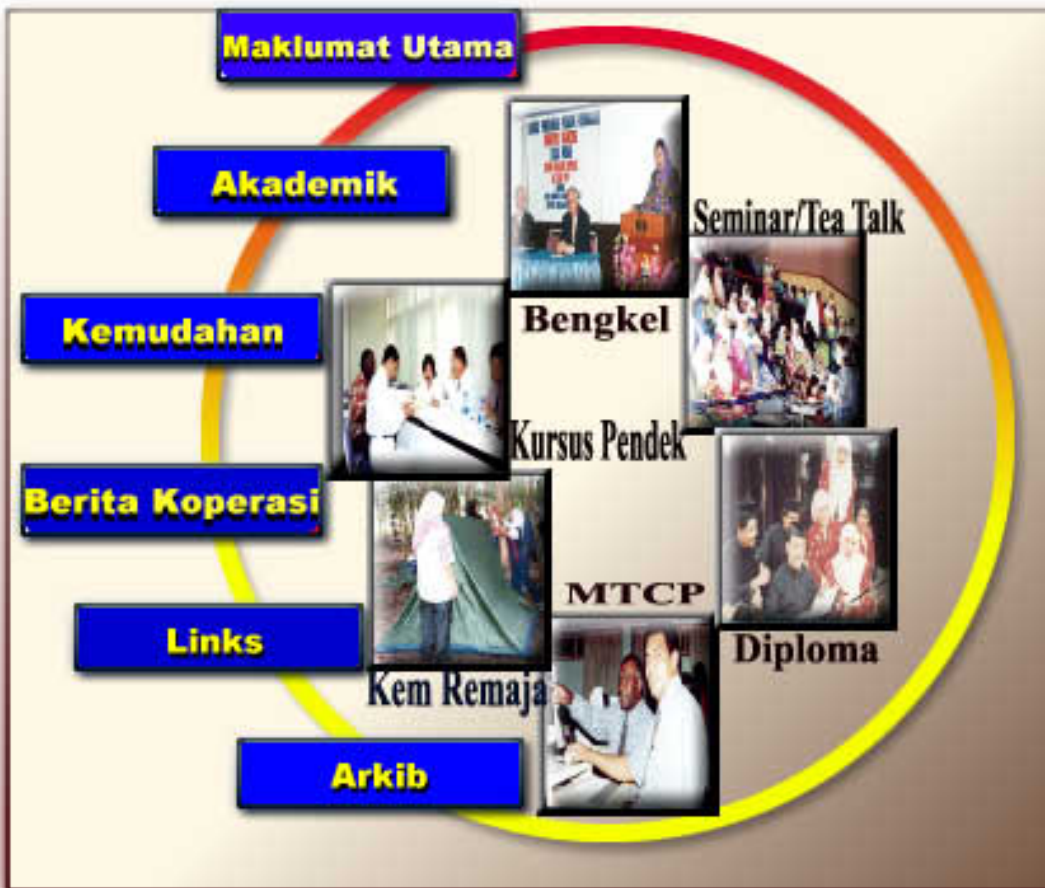 Maklumat Utama
Akademik
Seminar/Tea Talk
Kemudahan
Bengkel
Kursus Pendek
Berita Koperasi
MTCP
Links
Diploma
Kem Remaja
Arkib